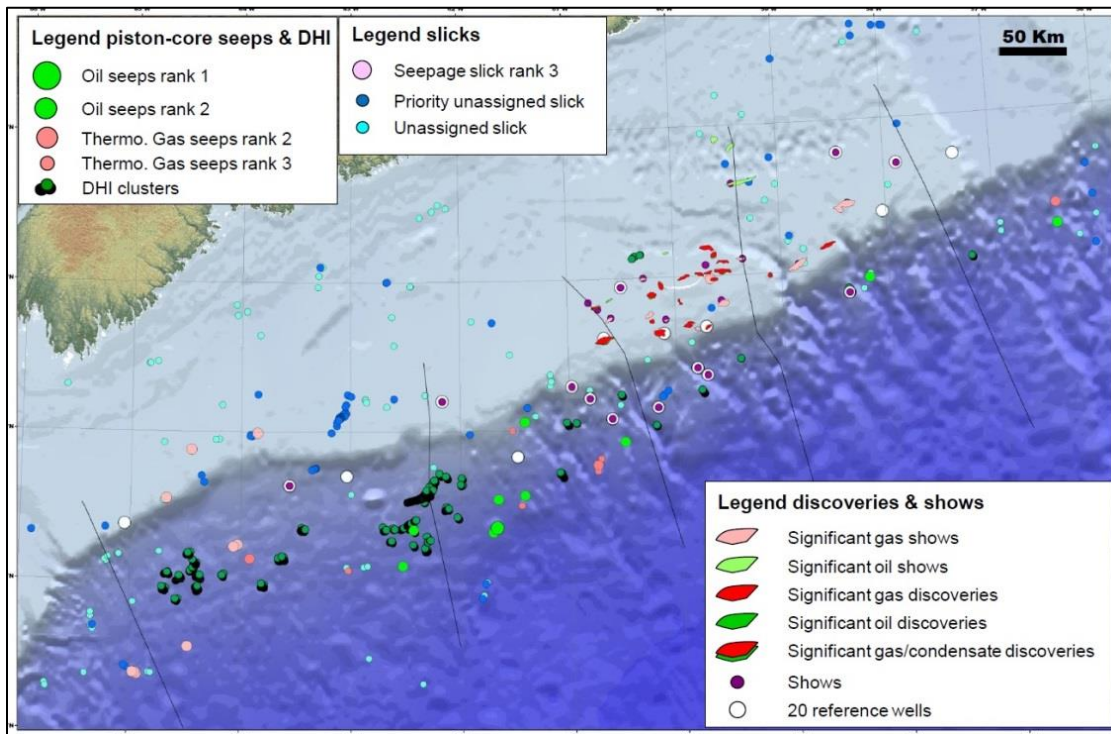 Legend piston-core seeps & DHI
Oil seeps rank 1
Oil seeps rank 2
Thermo. Gas seeps rank 2
Thermo. Gas seeps rank 3
DHI clusters
Legend slicks
Seepage slick rank 3
Priority unassigned slick
Unassigned slick
50 Km
Legend discoveries & shows
Significant gas shows
Significant oil shows
Significant gas discoveries
Significant oil discoveries
Significant gas/condensate discoveries
Shows
20 reference wells